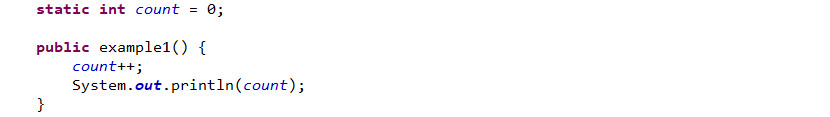 static int count = 0;
public example1() {
count++;
System.out.println(count);
}